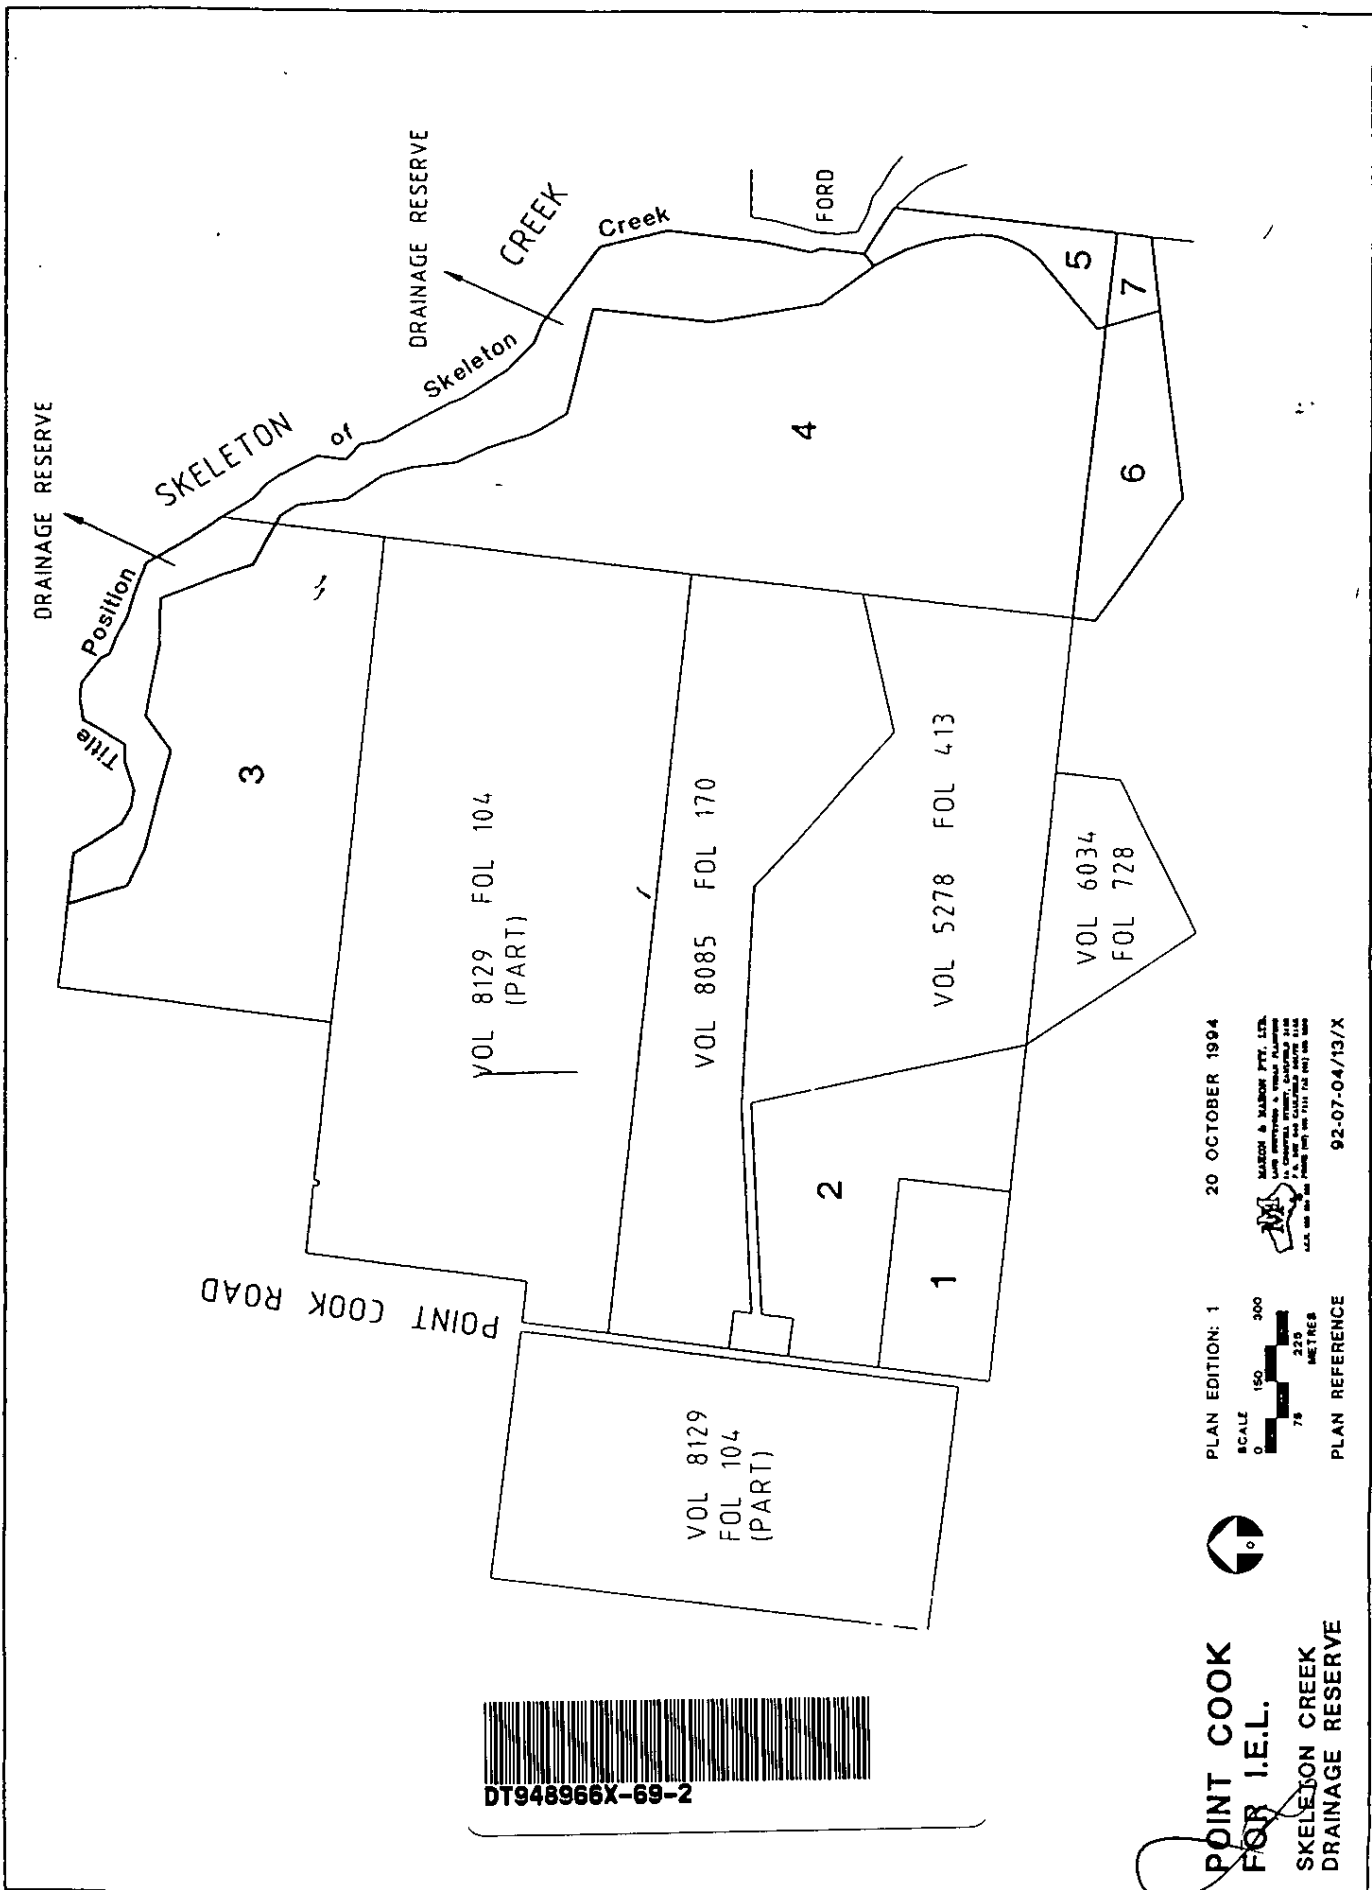 DRAINAGE RESERVE
DRAINAGE RESERVE
SKELETON CREEK
Title Position of Skeleton Creek
FORD
3
4
5
7
6
VOL 8129 FOL 104
(PART)
VOL 8085 FOL 170
VOL 5278 FOL 413
VOL 6034
FOL 728
2
1
POINT COOK ROAD
VOL 8129
FOL 104
(PART)
DT948966X-69-2
POINT COOK
FOR I.E.L.
SKELETON CREEK
DRAINAGE RESERVE
PLAN EDITION: 1
20 OCTOBER 1994
SCALE
0 150 300
75 225
METRES
PLAN REFERENCE
92-07-04/13/X
PTY. LTD.